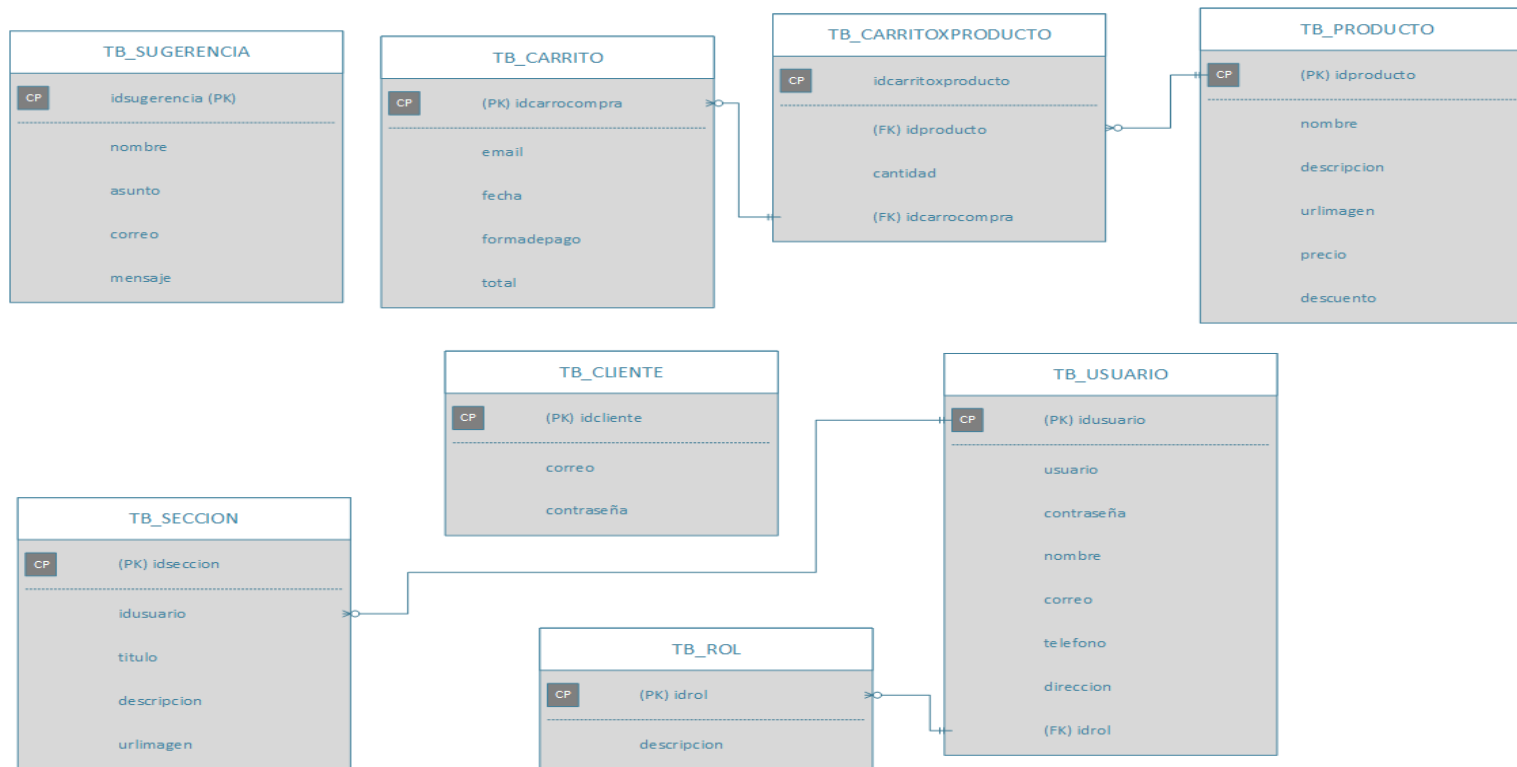 TB_SUGERENCIA
CP idsugerencia (PK)
nombre
asunto
correo
mensaje
TB_CARRITO
CP (PK) idcarrocompra
email
fecha
formadepago
total
TB_CARRITOXPRODUCTO
CP idcarritoxproducto
(FK) idproducto
cantidad
(FK) idcarrocompra
TB_PRODUCTO
CP (PK) idproducto
nombre
descripcion
urlimagen
precio
descuento
TB_CLIENTE
CP (PK) idcliente
correo
contraseña
TB_USUARIO
CP (PK) idusuario
usuario
contraseña
nombre
correo
telefono
direccion
(FK) idrol
TB_SECCION
CP (PK) idseccion
idusuario
titulo
descripcion
urlimagen
TB_ROL
CP (PK) idrol
descripcion